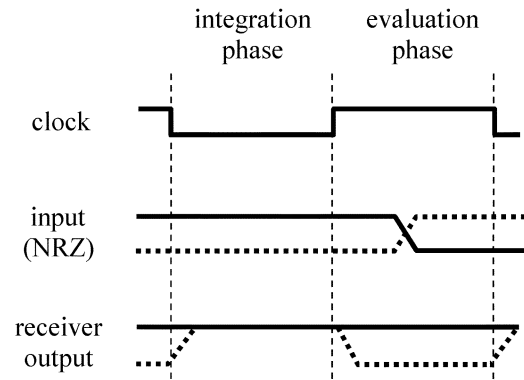 integration
phase
evaluation
phase
clock
input
(NRZ)
receiver
output